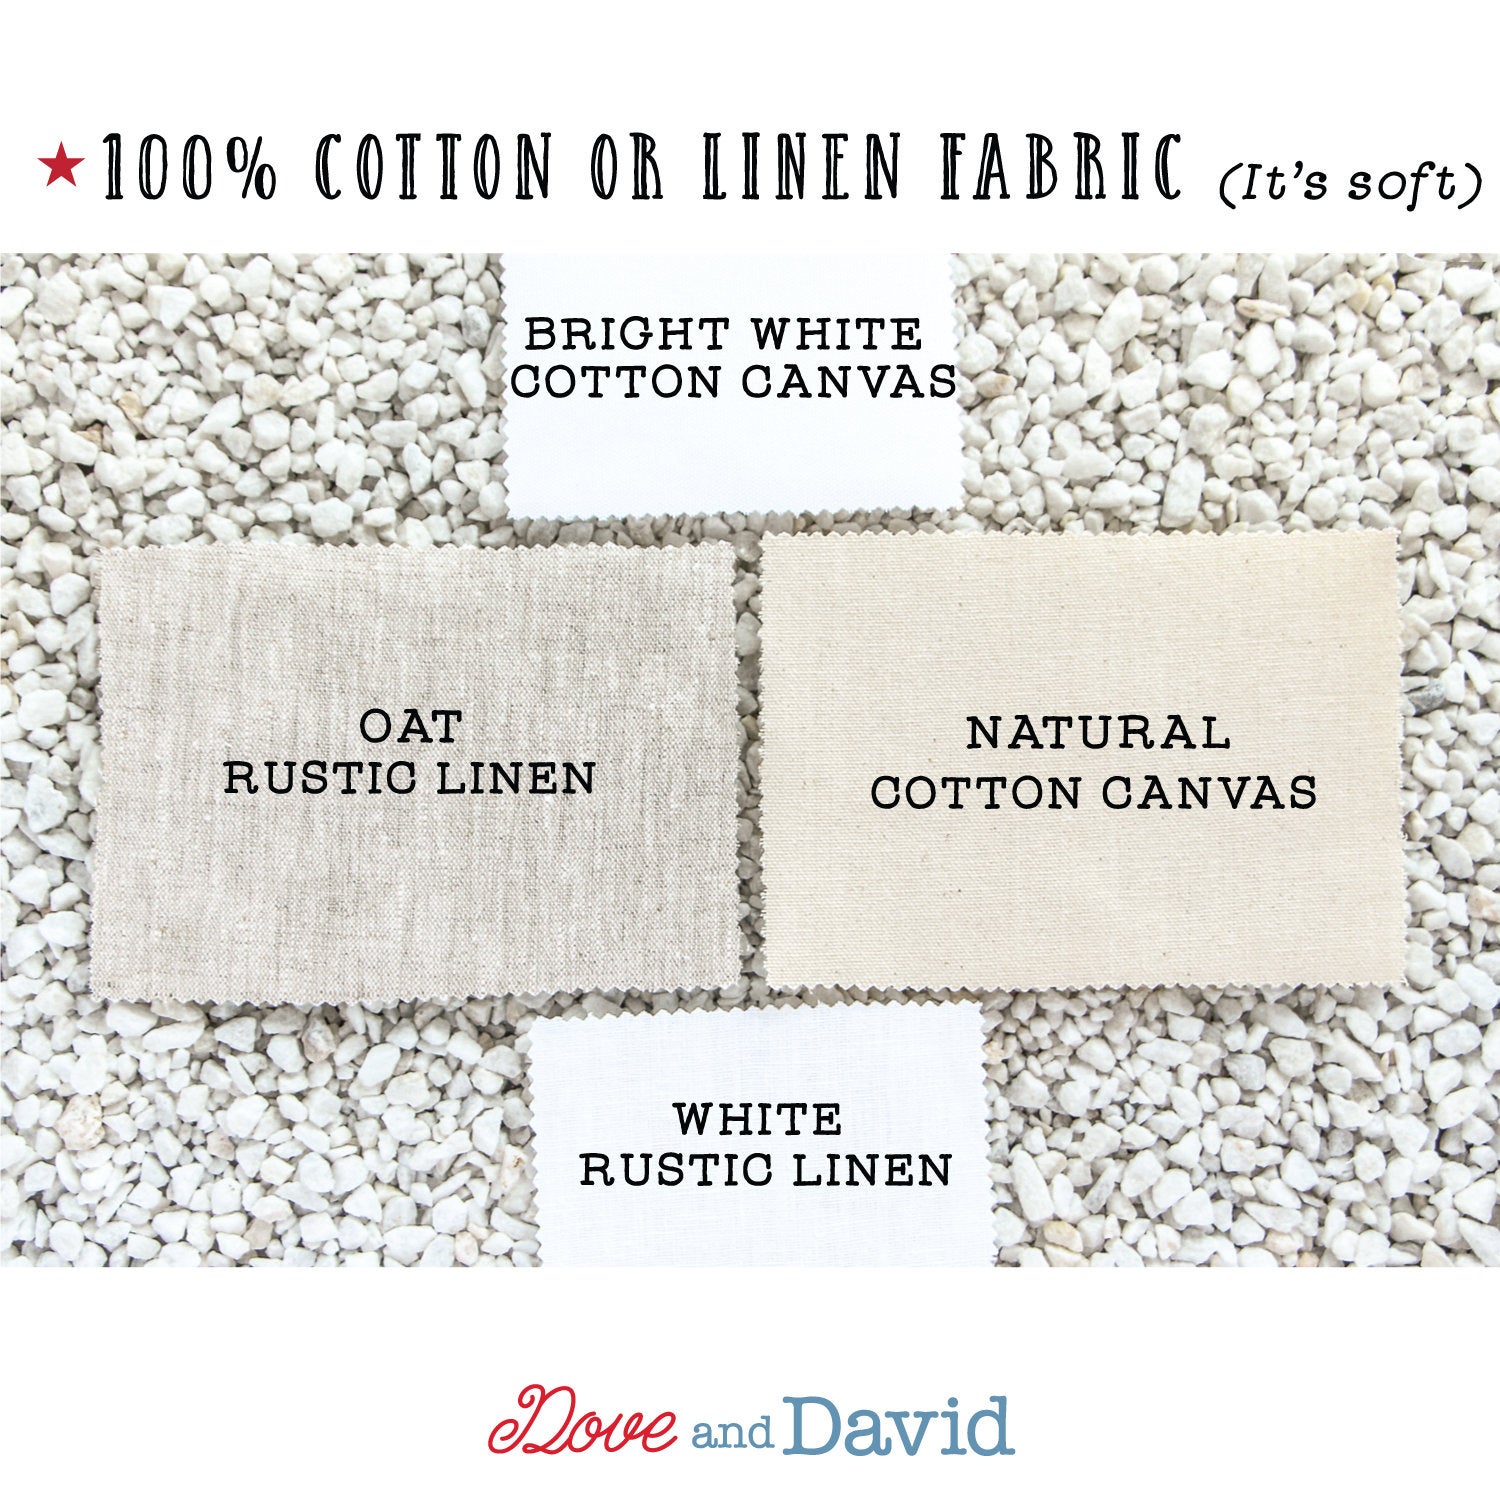 100% COTTON OR LINEN FABRIC (It's soft)
BRIGHT WHITE
COTTON CANVAS
OAT
RUSTIC LINEN
NATURAL
COTTON CANVAS
WHITE
RUSTIC LINEN
Dove and David